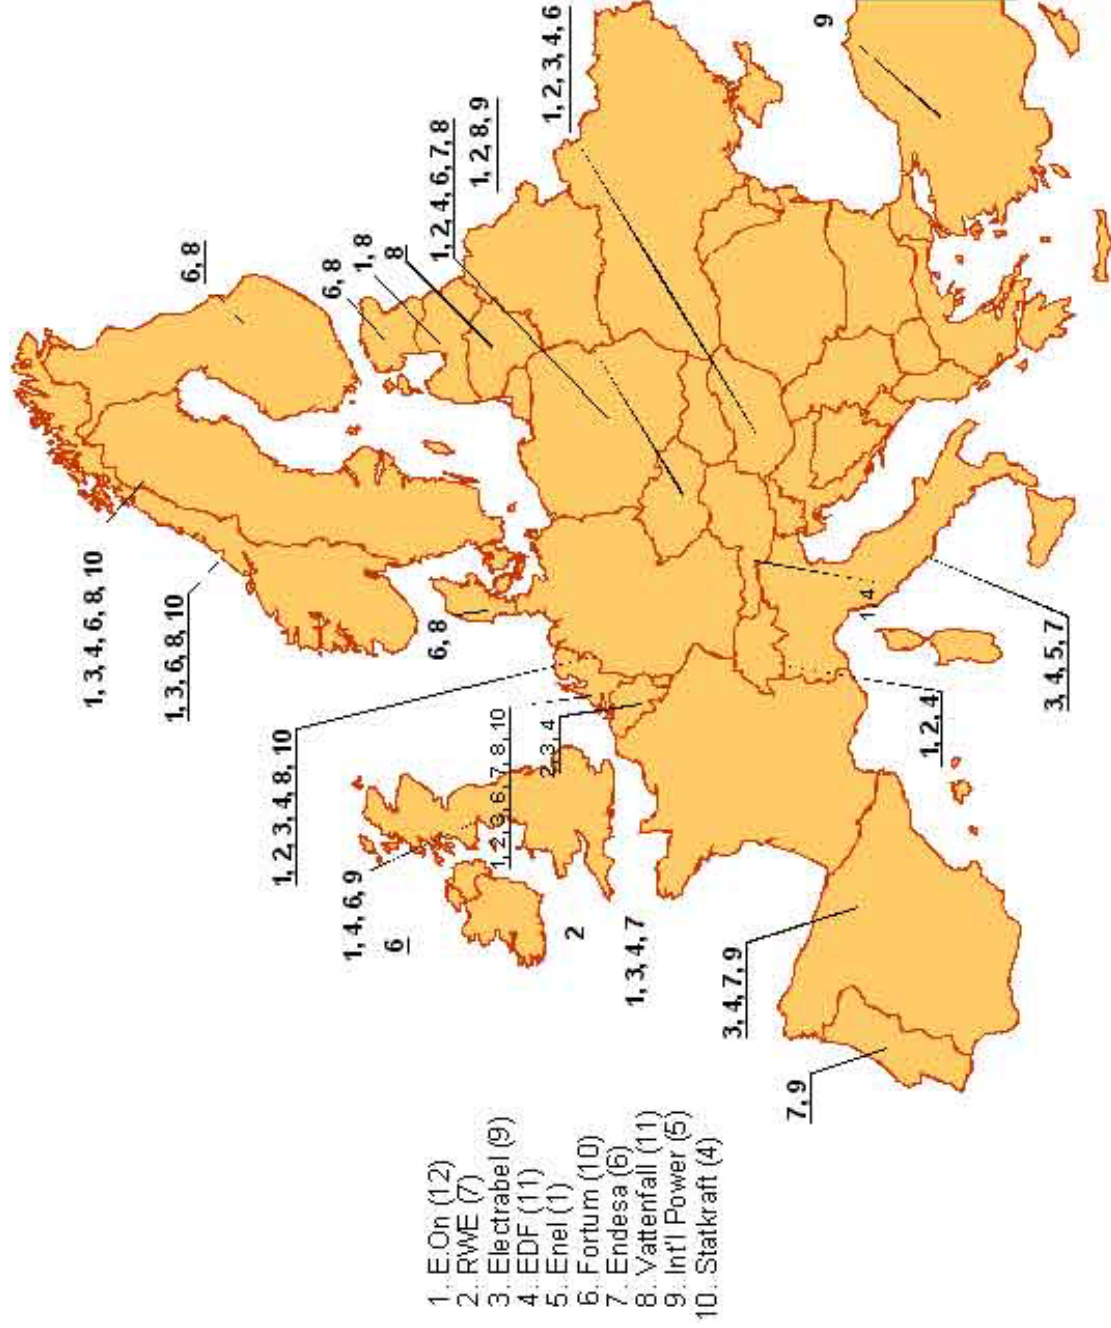 1. E.On (12)
2. RWE (7)
3. Electrabel (9)
4. EDF (11)
5. Enel (1)
6. Fortum (10)
7. Endesa (6)
8. Vattenfall (11)
9. Int'l Power (5)
10. Statkraft (4)
1, 3, 4, 6, 8, 10
1, 3, 6, 8, 10
6, 8
6, 8
1, 8
8
1, 2, 4, 6, 7, 8
1, 2, 8, 9
1, 2, 3, 4, 6
9
6, 8
1, 2, 3, 4, 8, 10
1, 2, 3, 6, 7, 8, 10
2, 3, 4
1, 4, 6, 9
6
2
1, 3, 4, 7
3, 4, 7, 9
7, 9
1, 4
1, 2, 4
3, 4, 5, 7